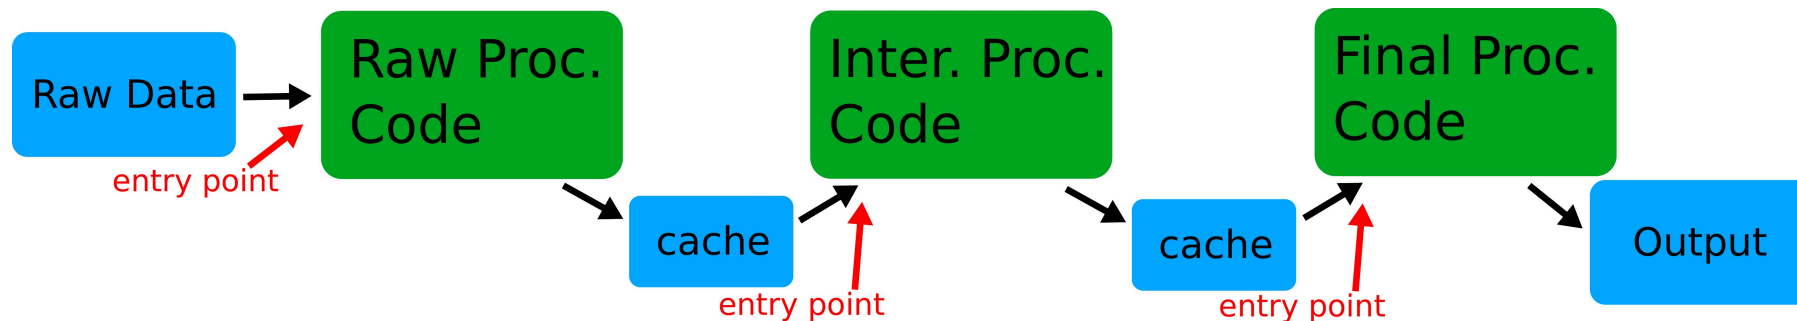 Raw Data
entry point
Raw Proc.
Code
cache
entry point
Inter. Proc.
Code
cache
entry point
Final Proc.
Code
Output